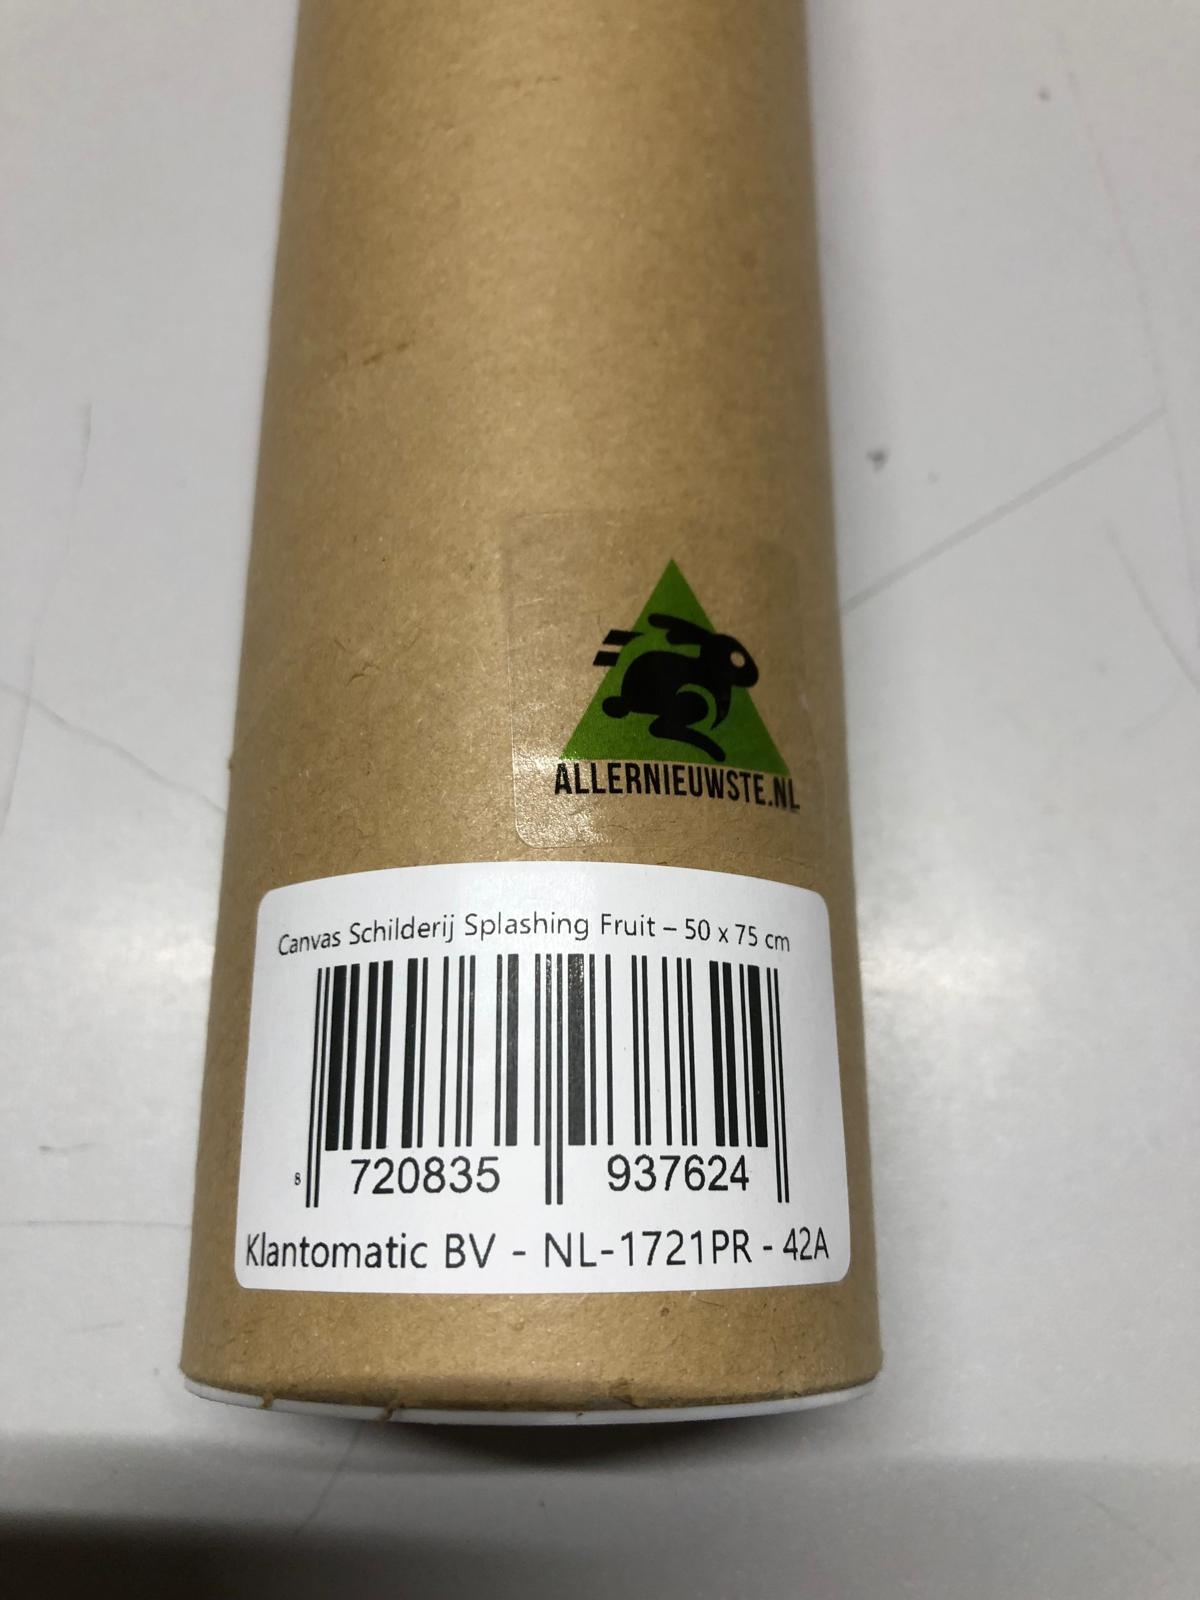 ALLERNIEUWSTE.NL
Canvas Schilderij Splashing Fruit – 50 x 75 cm
8 720835 937624
Klantomatic BV - NL-1721PR - 42A